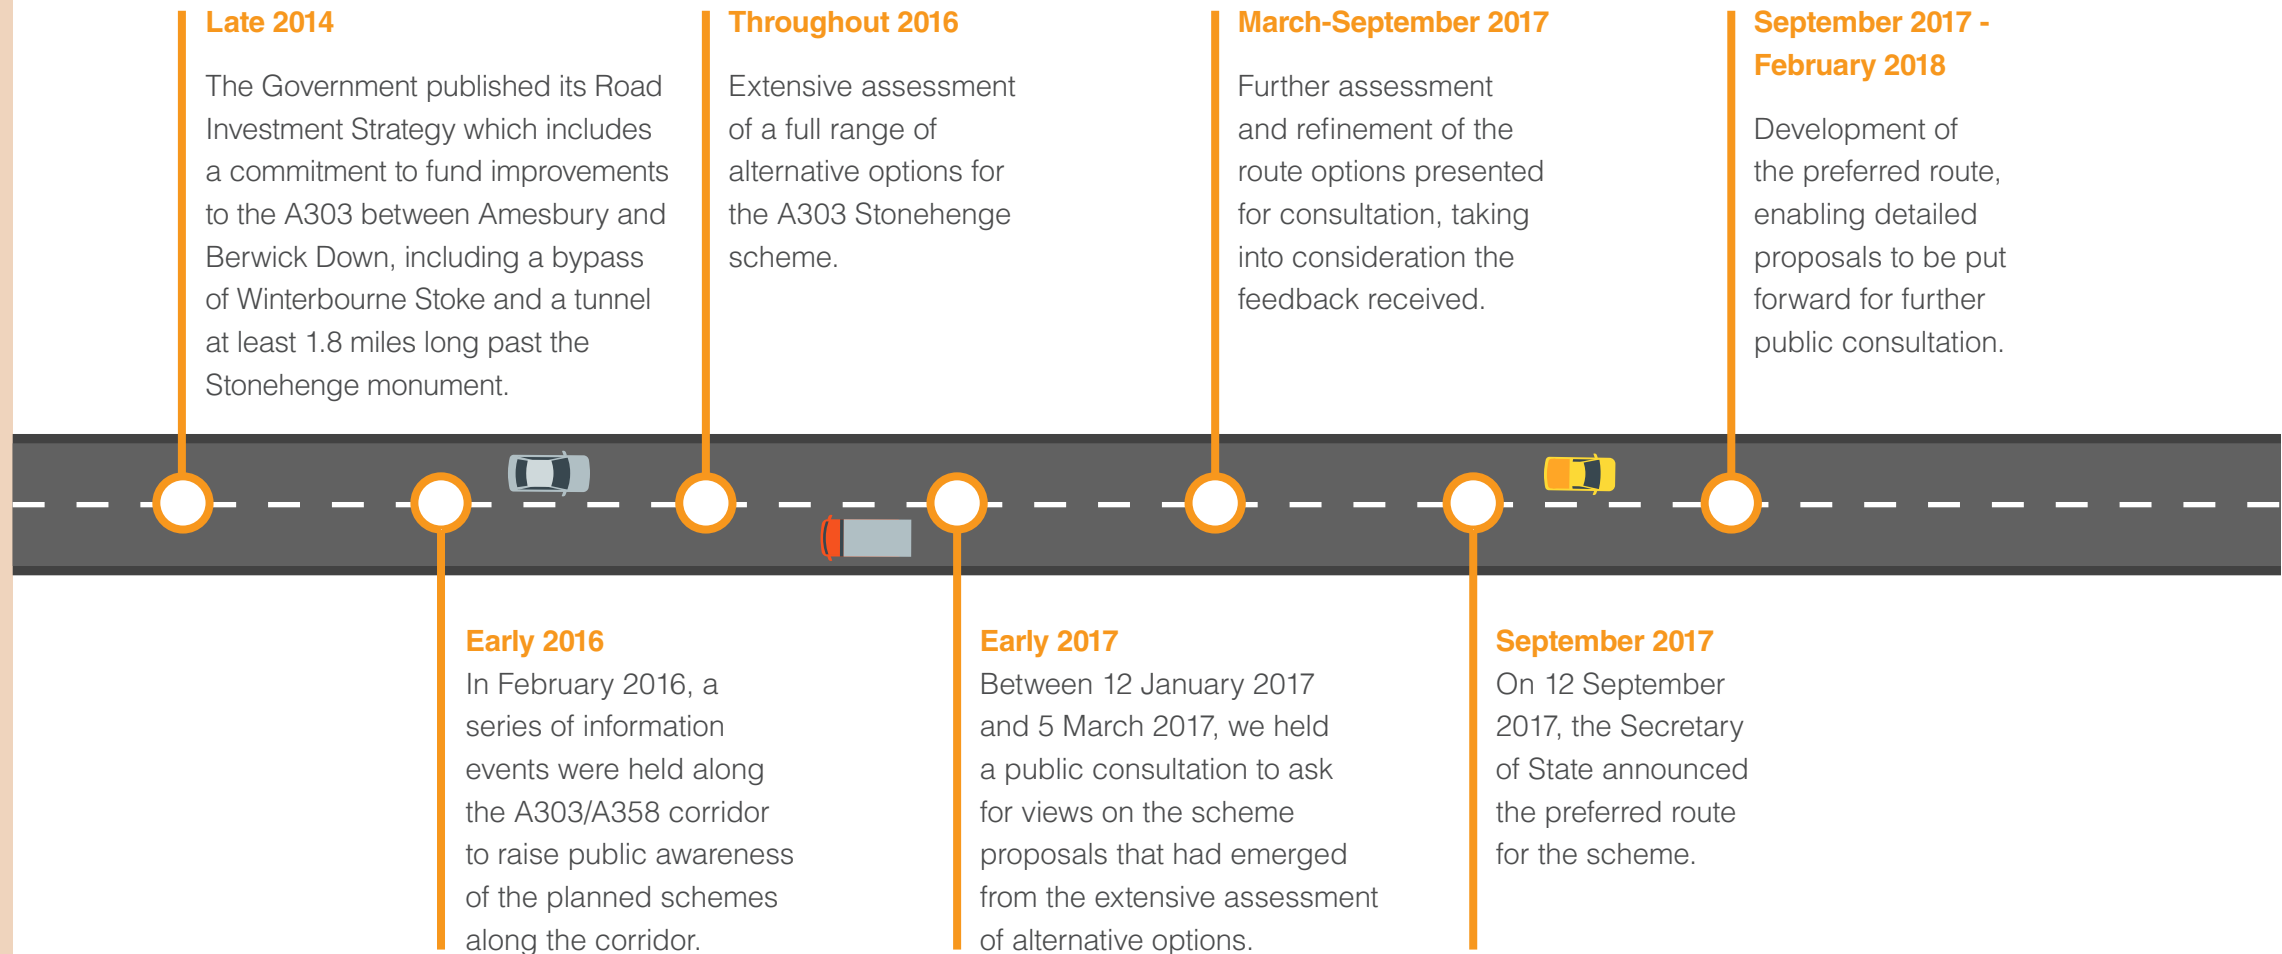 Late 2014
The Government published its Road
Investment Strategy which includes
a commitment to fund improvements
to the A303 between Amesbury and
Berwick Down, including a bypass
of Winterbourne Stoke and a tunnel
at least 1.8 miles long past the
Stonehenge monument.
Early 2016
In February 2016, a
series of information
events were held along
the A303/A358 corridor
to raise public awareness
of the planned schemes
along the corridor.
Throughout 2016
Extensive assessment
of a full range of
alternative options for
the A303 Stonehenge
scheme.
Early 2017
Between 12 January 2017
and 5 March 2017, we held
a public consultation to ask
for views on the scheme
proposals that had emerged
from the extensive assessment
of alternative options.
March-September 2017
Further assessment
and refinement of the
route options presented
for consultation, taking
into consideration the
feedback received.
September 2017
On 12 September
2017, the Secretary
of State announced
the preferred route
for the scheme.
September 2017 -
February 2018
Development of
the preferred route,
enabling detailed
proposals to be put
forward for further
public consultation.